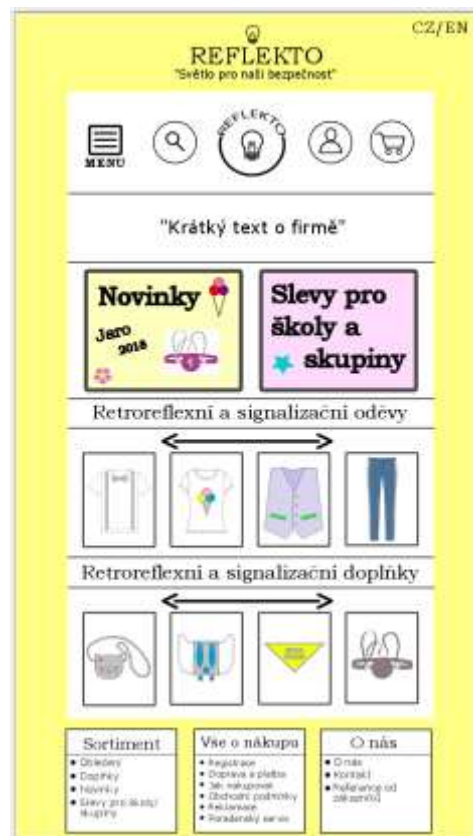 CZ/EN
REFLEKTO
"Světlo pro naši bezpečnost"
REFLEKTO
MENU
"Krátký text o firmě"
Novinky
Jaro
2018
Slevy pro
školy a
skupiny
Retroreflexní a signalizační oděvy
Retroreflexní a signalizační doplňky
Sortiment
Oblečení
Doplňky
Novinky
Slevy pro školy/
skupiny
Vše o nákupu
Registrace
Doprava a platba
Jak nakupovat
Obchodní podmínky
Reklamace
Poradenský servis
O nás
O nás
Kontakt
Reference od
zákazníků